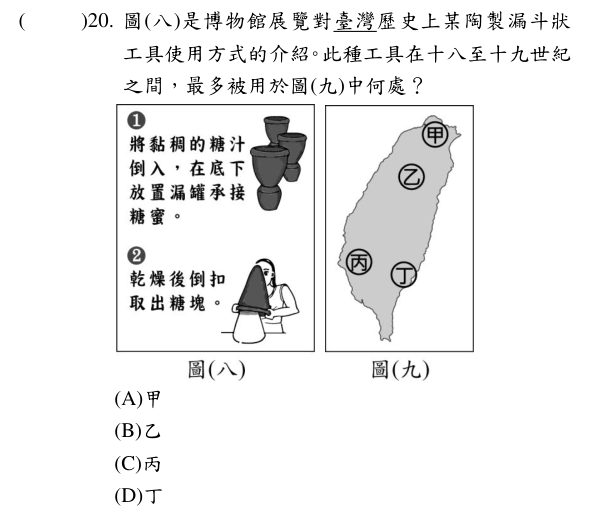 (　　)20. 圖(八)是博物館展覽對臺灣歷史上某陶製漏斗狀
工具使用方式的介紹。此種工具在十八至十九世紀
之間，最多被用於圖(九)中何處？
❶
將黏稠的糖汁
倒入，在底下
放置漏罐承接
糖蜜。
❷
乾燥後倒扣
取出糖塊。
圖(八)
甲
乙
丙
丁
圖(九)
(A)甲
(B)乙
(C)丙
(D)丁